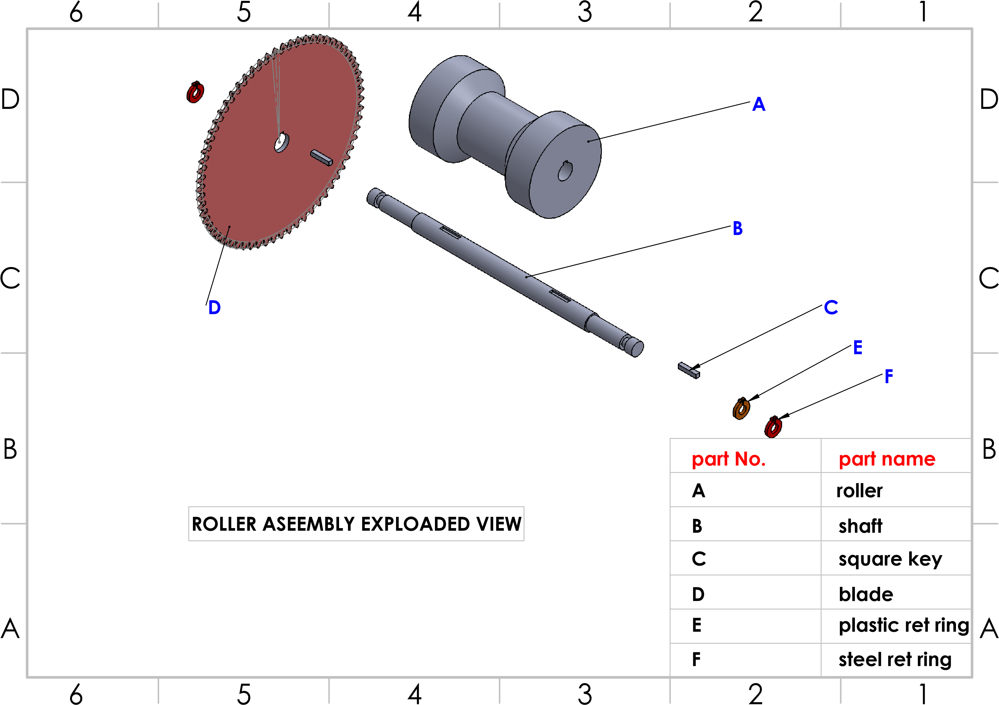 6 5 4 3 2 1
D D
A
B
C C
D
C
E
F
B B
part No. part name
A roller
B shaft
ROLLER ASEEMBLY EXPLOADED VIEW
C square key
D blade
A A
E plastic ret ring
F steel ret ring
6 5 4 3 2 1